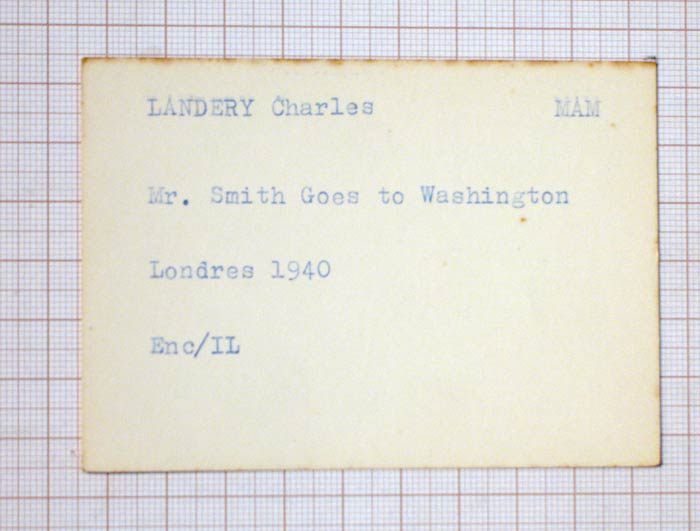 LANDERY Charles MAM
Mr. Smith Goes to Washington
Londres 1940
Enc/IL